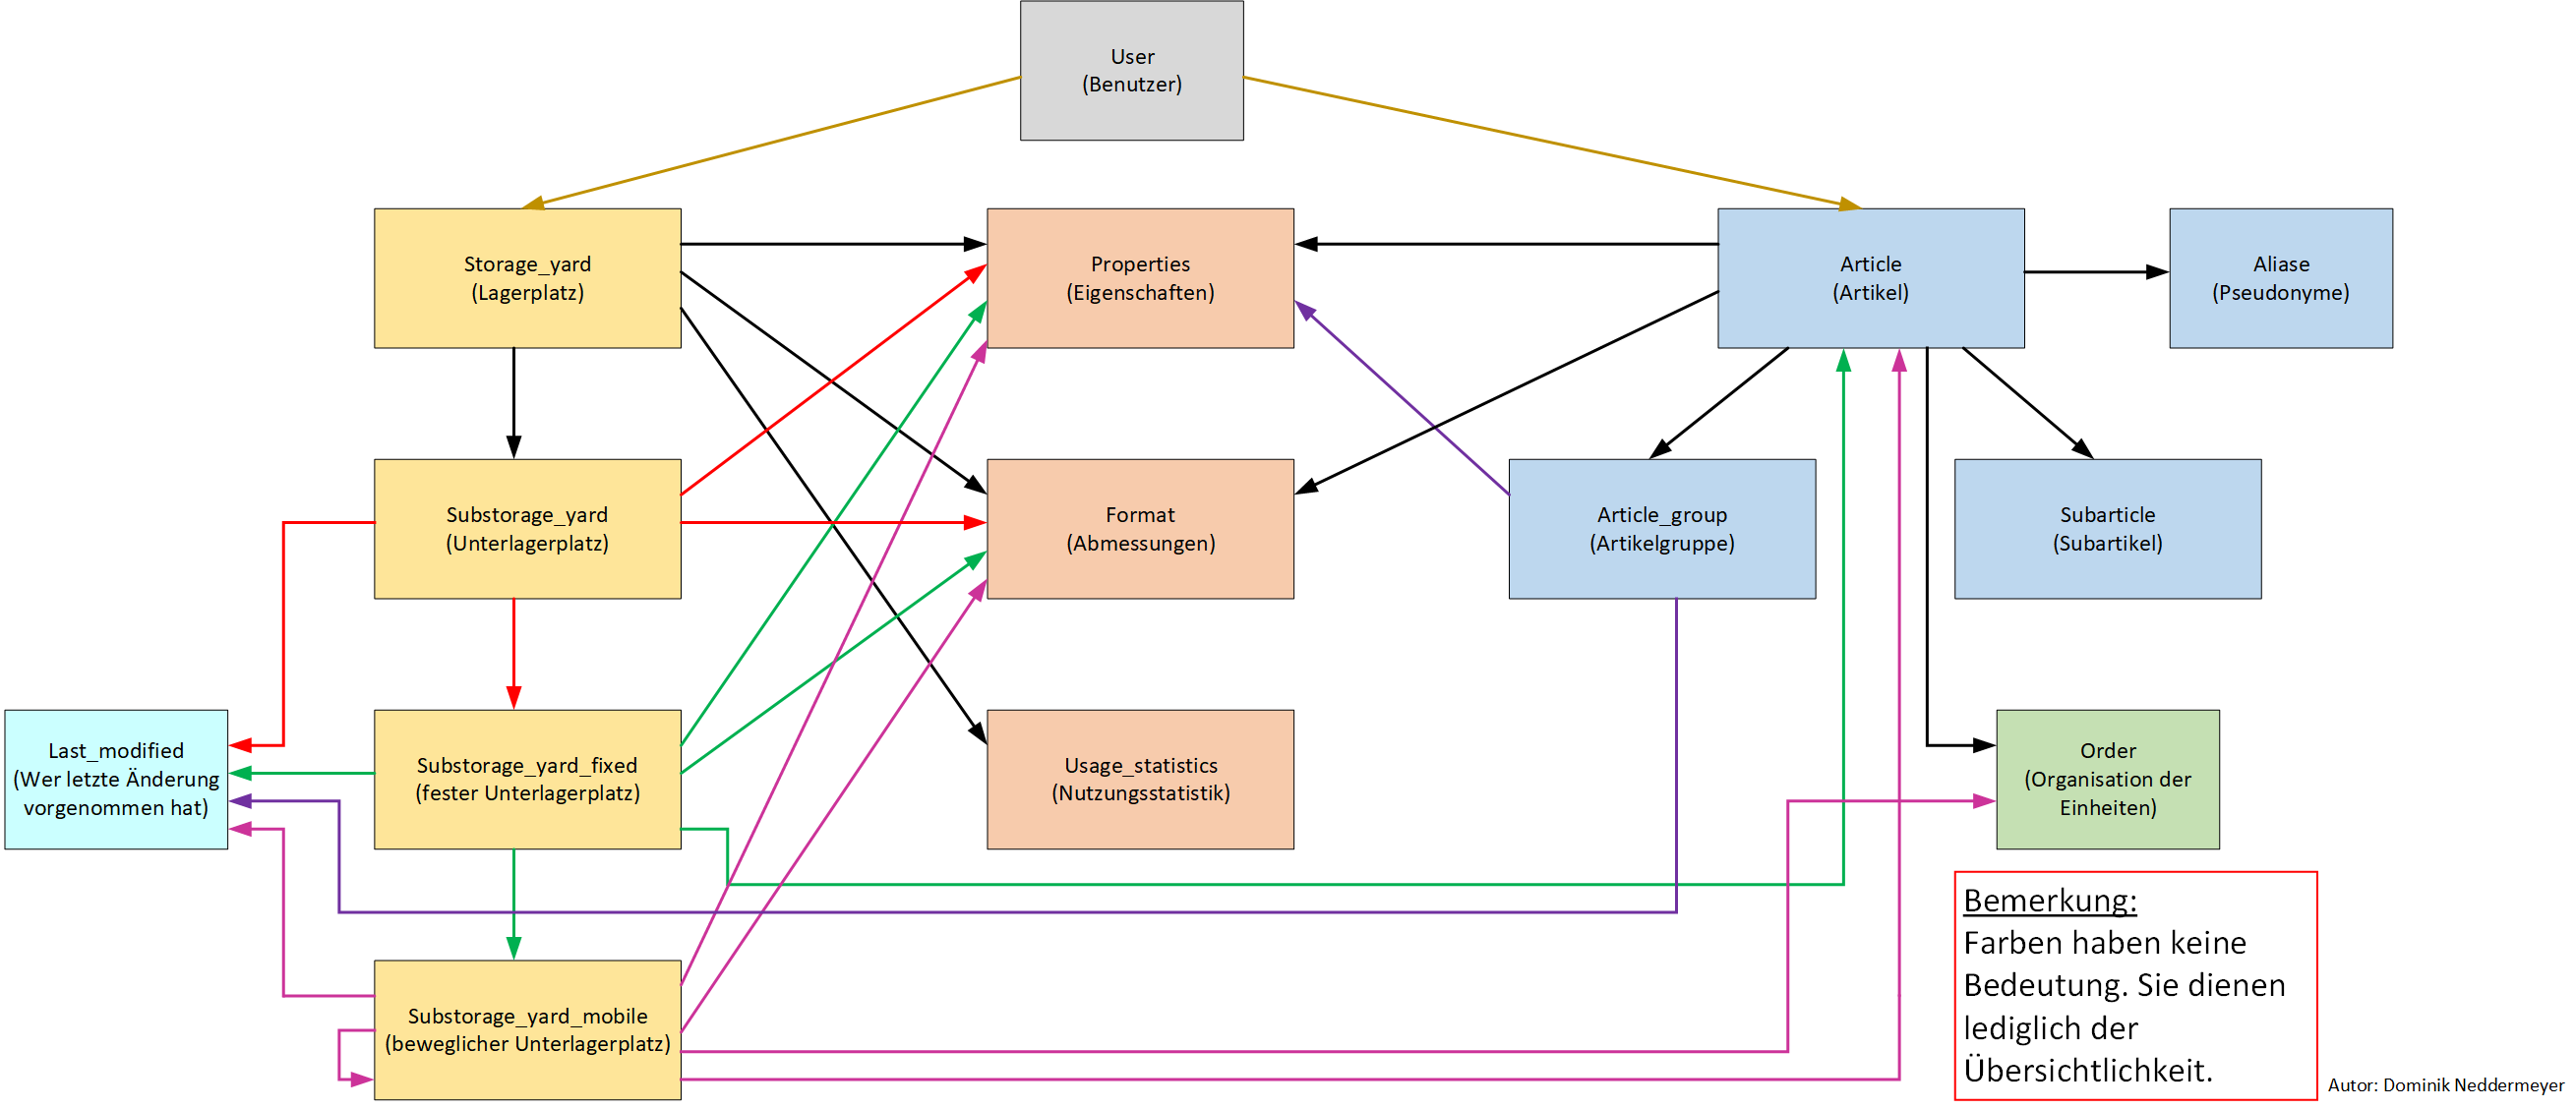 User
(Benutzer)
Storage_yard
(Lagerplatz)
Properties
(Eigenschaften)
Article
(Artikel)
Aliase
(Pseudonyme)
Substorage_yard
(Unterlagerplatz)
Format
(Abmessungen)
Article_group
(Artikelgruppe)
Subarticle
(Subartikel)
Last_modified
(Wer letzte Änderung
vorgenommen hat)
Substorage_yard_fixed
(fester Unterlagerplatz)
Usage_statistics
(Nutzungsstatistik)
Order
(Organisation der
Einheiten)
Substorage_yard_mobile
(beweglicher Unterlagerplatz)
Bemerkung:
Farben haben keine
Bedeutung. Sie dienen
lediglich der
Übersichtlichkeit.
Autor: Dominik Neddermeyer